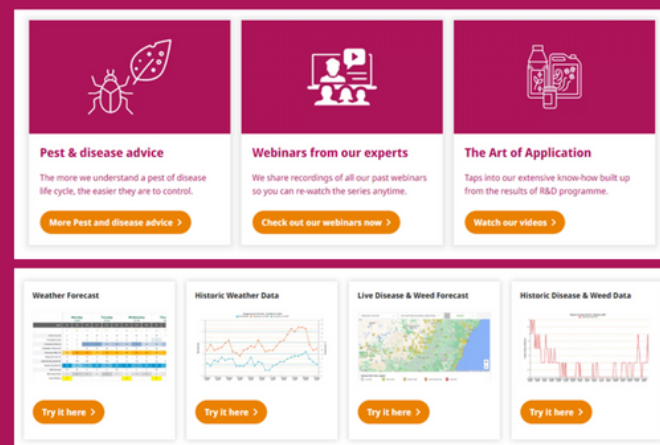 Pest & disease advice
The more we understand a pest of disease
life cycle, the easier they are to control.
More Pest and disease advice >
Webinars from our experts
We share recordings of all our past webinars
so you can re-watch the series anytime.
Check out our webinars now >
The Art of Application
Taps into our extensive know-how built up
from the results of R&D programme.
Watch our videos >
Weather Forecast
Try it here >
Historic Weather Data
Try it here >
Live Disease & Weed Forecast
Try it here >
Historic Disease & Weed Data
Try it here >